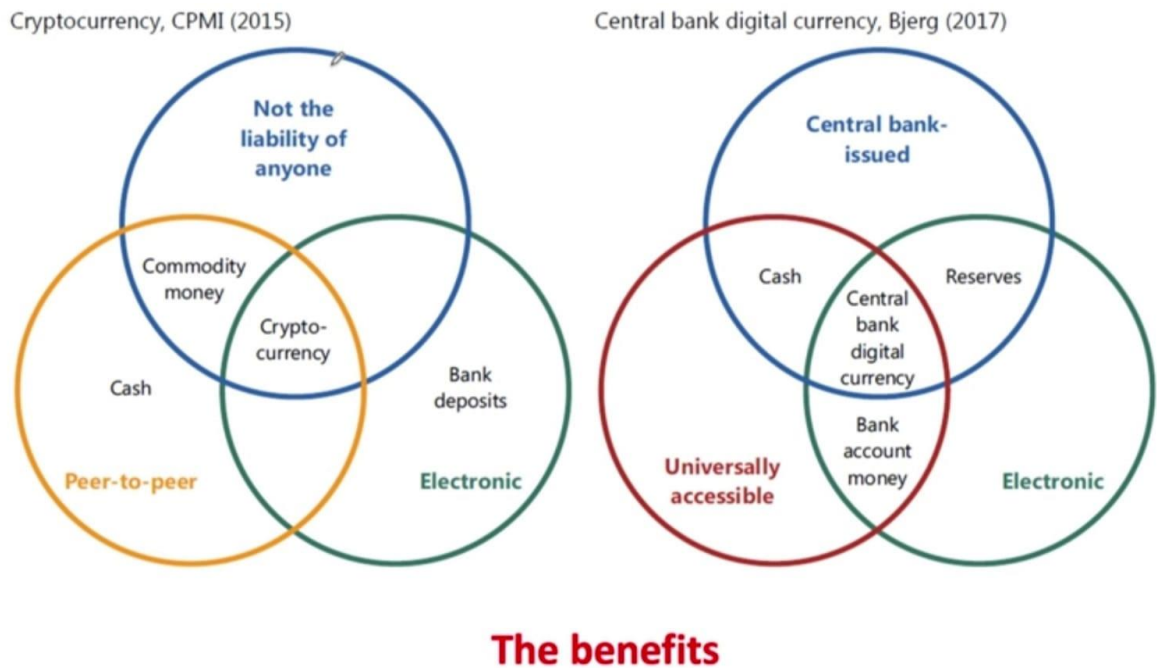 Cryptocurrency, CPMI (2015)
Not the
liability of
anyone
Commodity
money
Crypto-
currency
Cash
Bank
deposits
Peer-to-peer
Electronic
Central bank digital currency, Bjerg (2017)
Central bank-
issued
Cash
Reserves
Central
bank
digital
currency
Bank
account
money
Universally
accessible
Electronic
The benefits